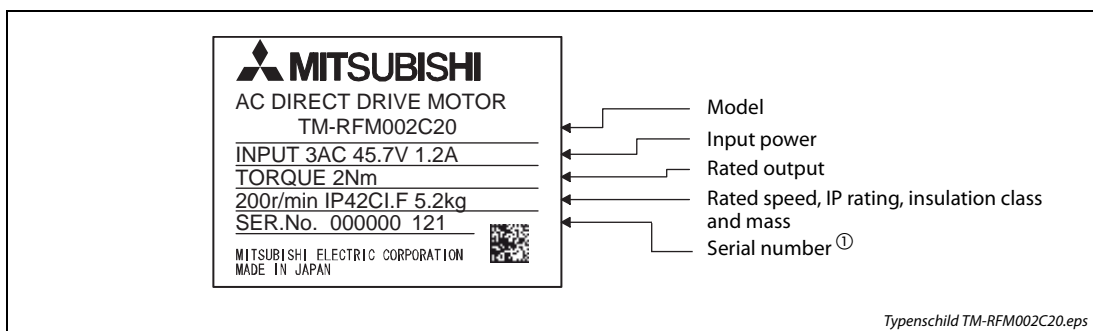 MITSUBISHI
AC DIRECT DRIVE MOTOR
TM-RFM002C20
INPUT 3AC 45.7V 1.2A
TORQUE 2Nm
200r/min IP42CI.F 5.2kg
SER.No. 000000 121
MITSUBISHI ELECTRIC CORPORATION
MADE IN JAPAN
Model
Input power
Rated output
Rated speed, IP rating, insulation class
and mass
Serial number ①
Typenschild TM-RFM002C20.eps